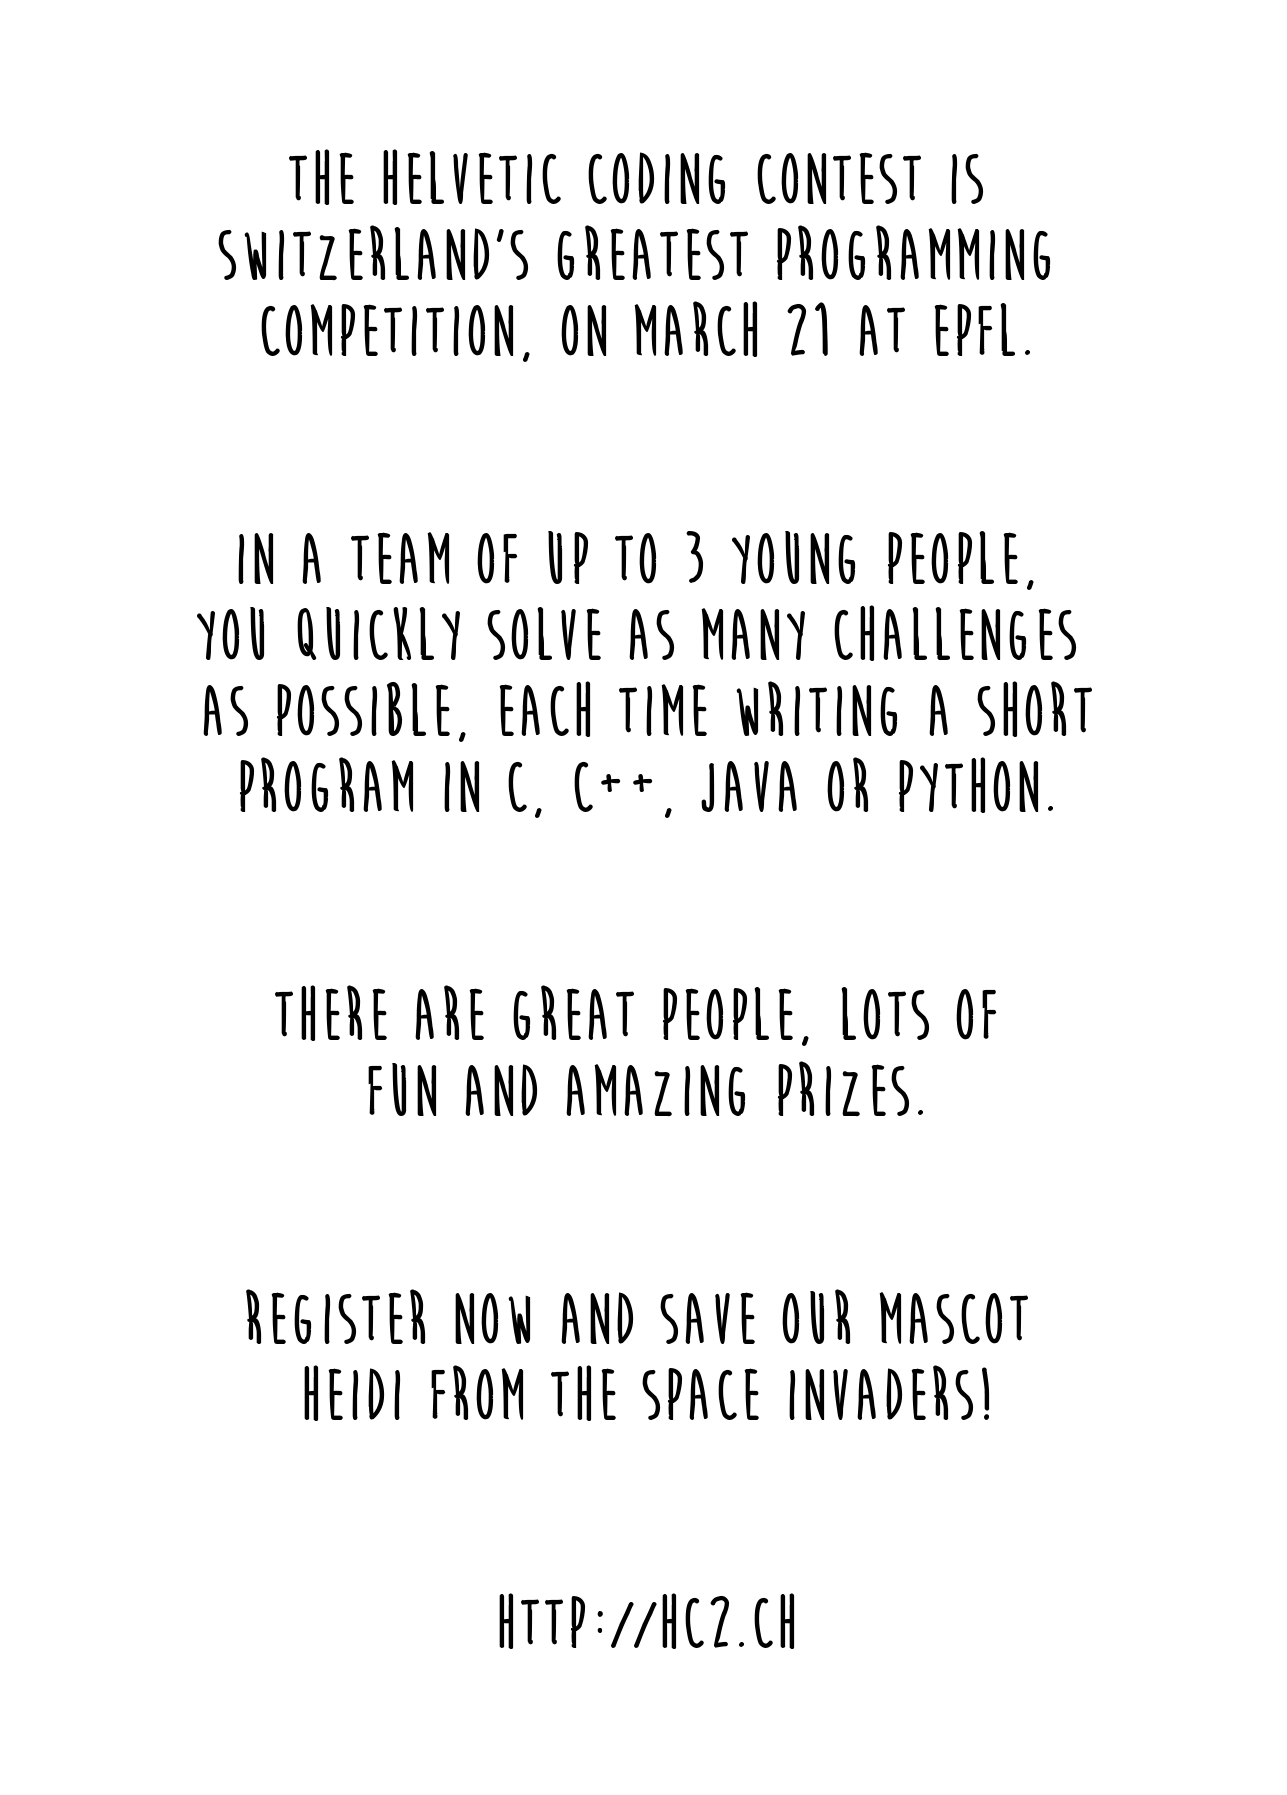 THE HELVETIC CODING CONTEST IS
SWITZERLAND'S GREATEST PROGRAMMING
COMPETITION, ON MARCH 21 AT EPFL.
IN A TEAM OF UP TO 3 YOUNG PEOPLE,
YOU QUICKLY SOLVE AS MANY CHALLENGES
AS POSSIBLE, EACH TIME WRITING A SHORT
PROGRAM IN C, C++, JAVA OR PYTHON.
THERE ARE GREAT PEOPLE, LOTS OF
FUN AND AMAZING PRIZES.
REGISTER NOW AND SAVE OUR MASCOT
HEIDI FROM THE SPACE INVADERS!
HTTP://HC2.CH